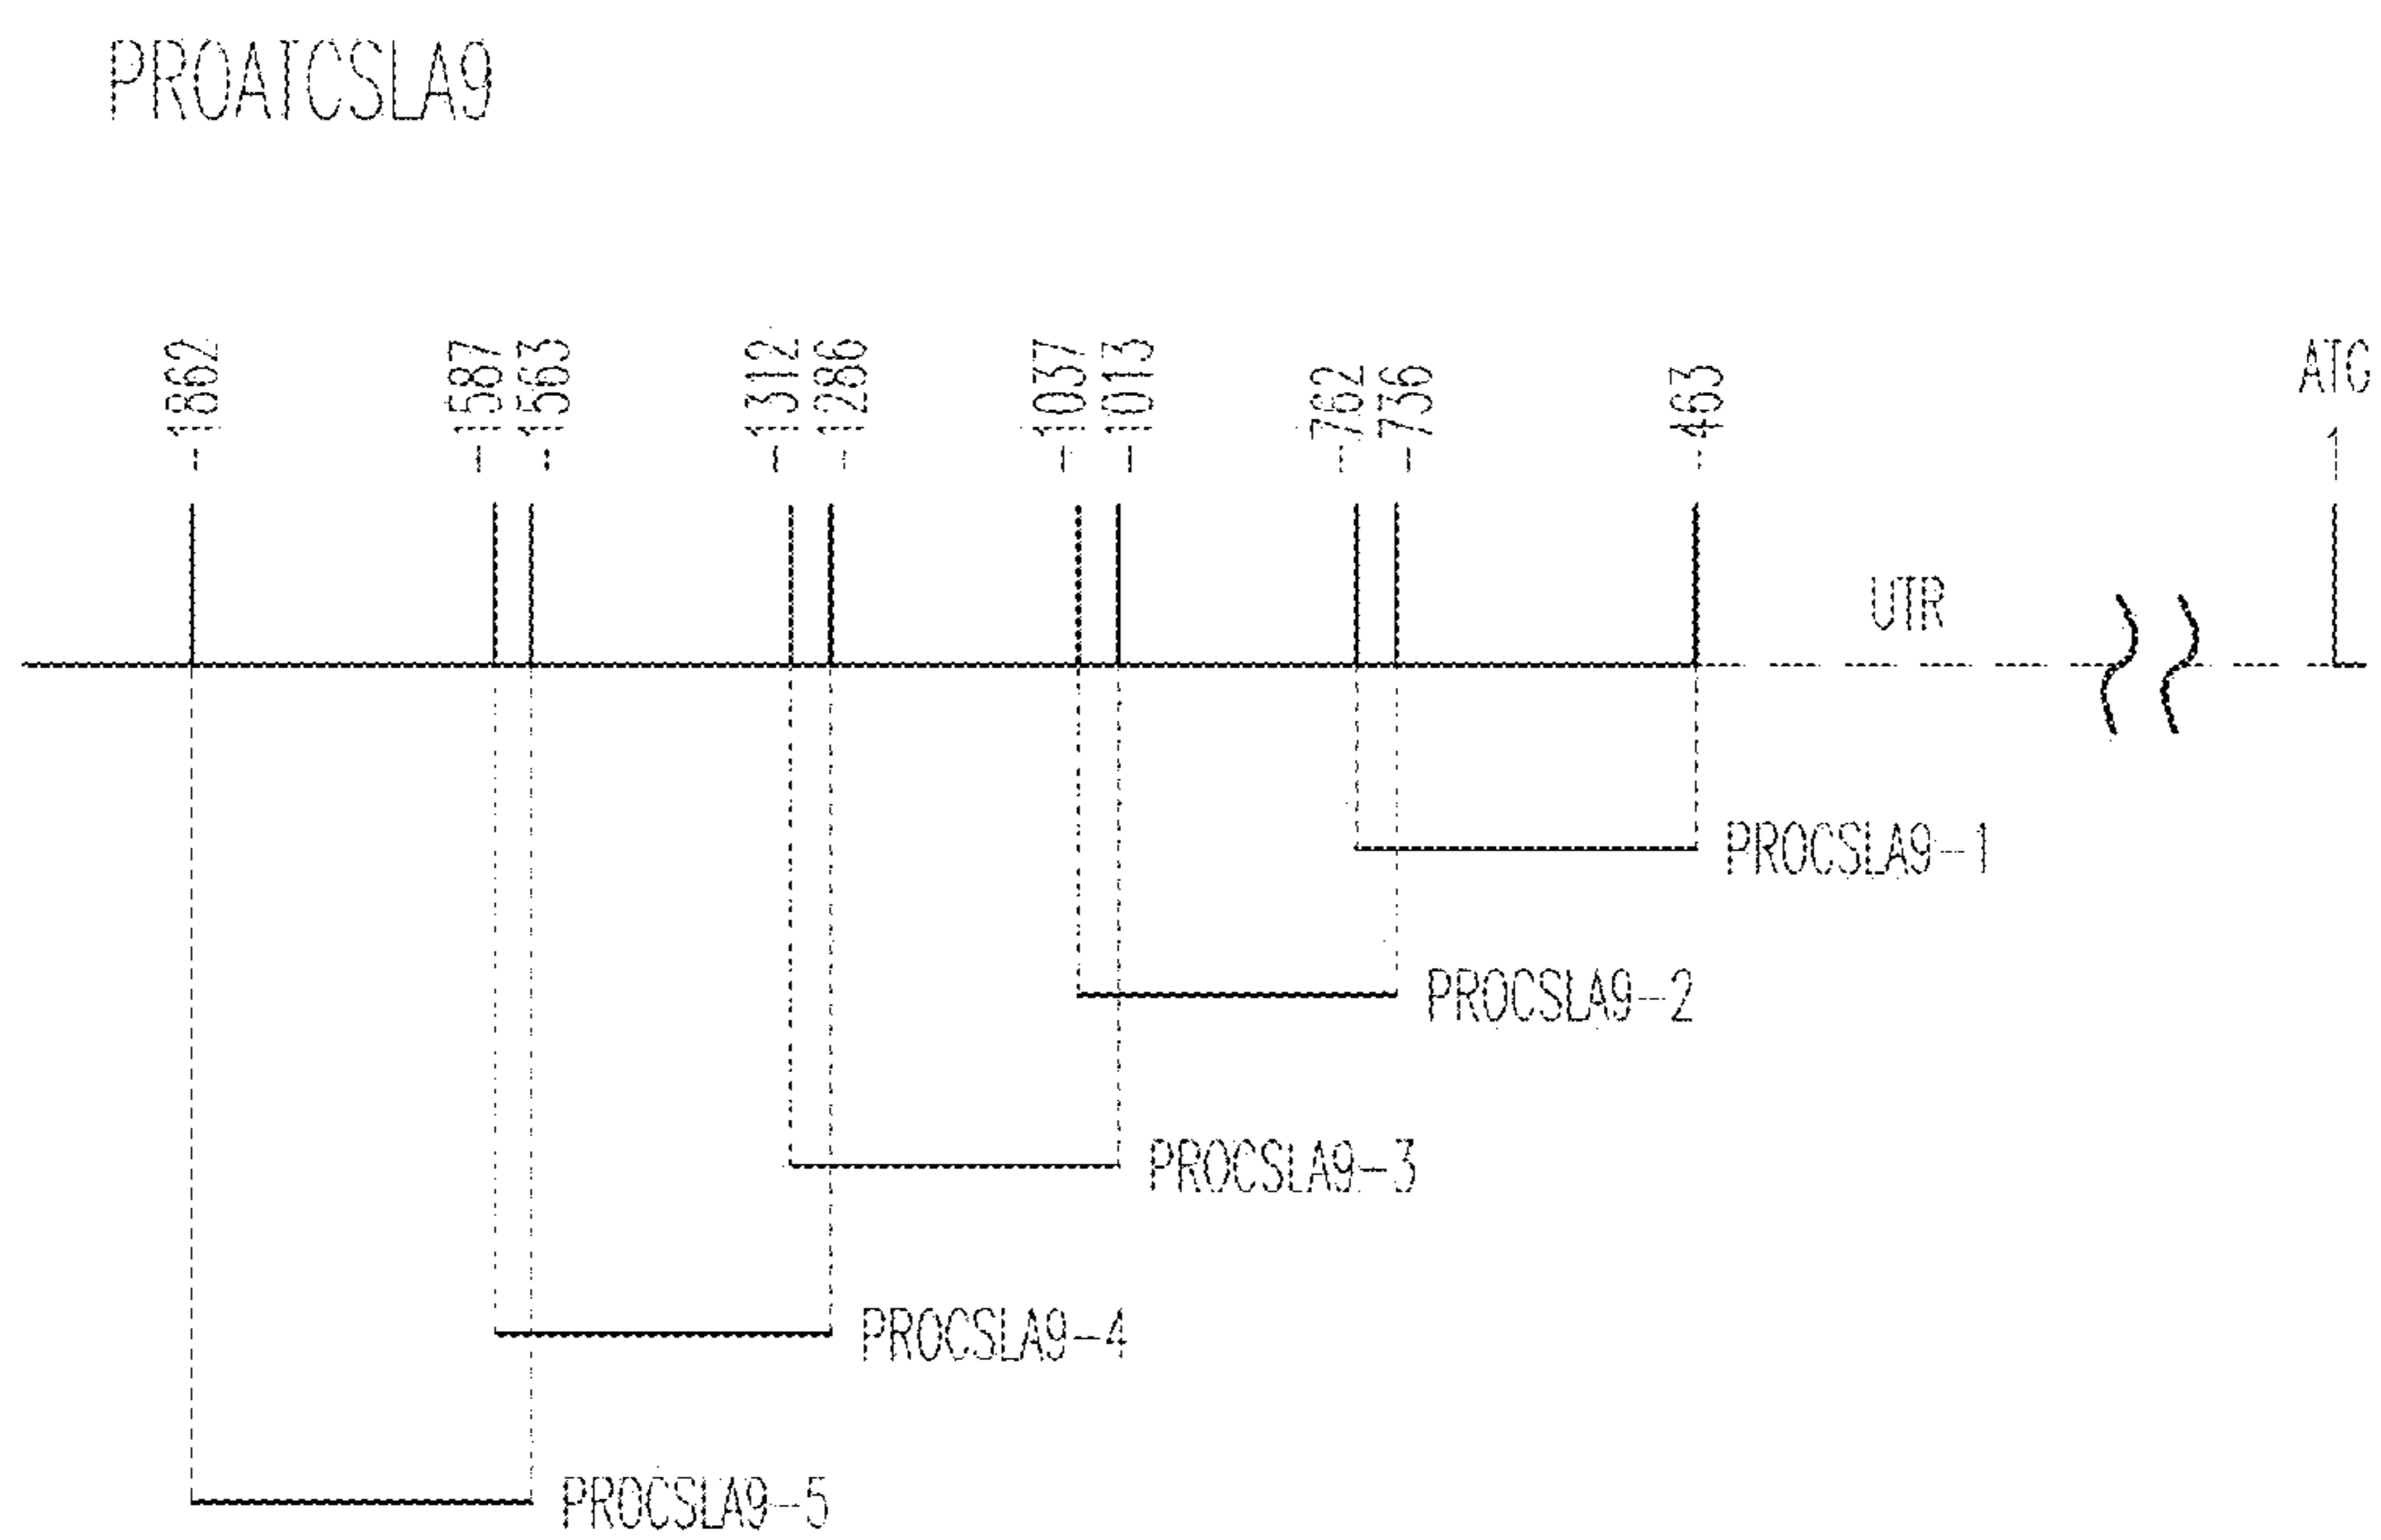 PROATCSLA9
-1862
-1587
-1563
-1312
-1286
-1037
-1013
-762
-736
-463
ATG
1
UTR
PROCSLA9-1
PROCSLA9-2
PROCSLA9-3
PROCSLA9-4
PROCSLA9-5